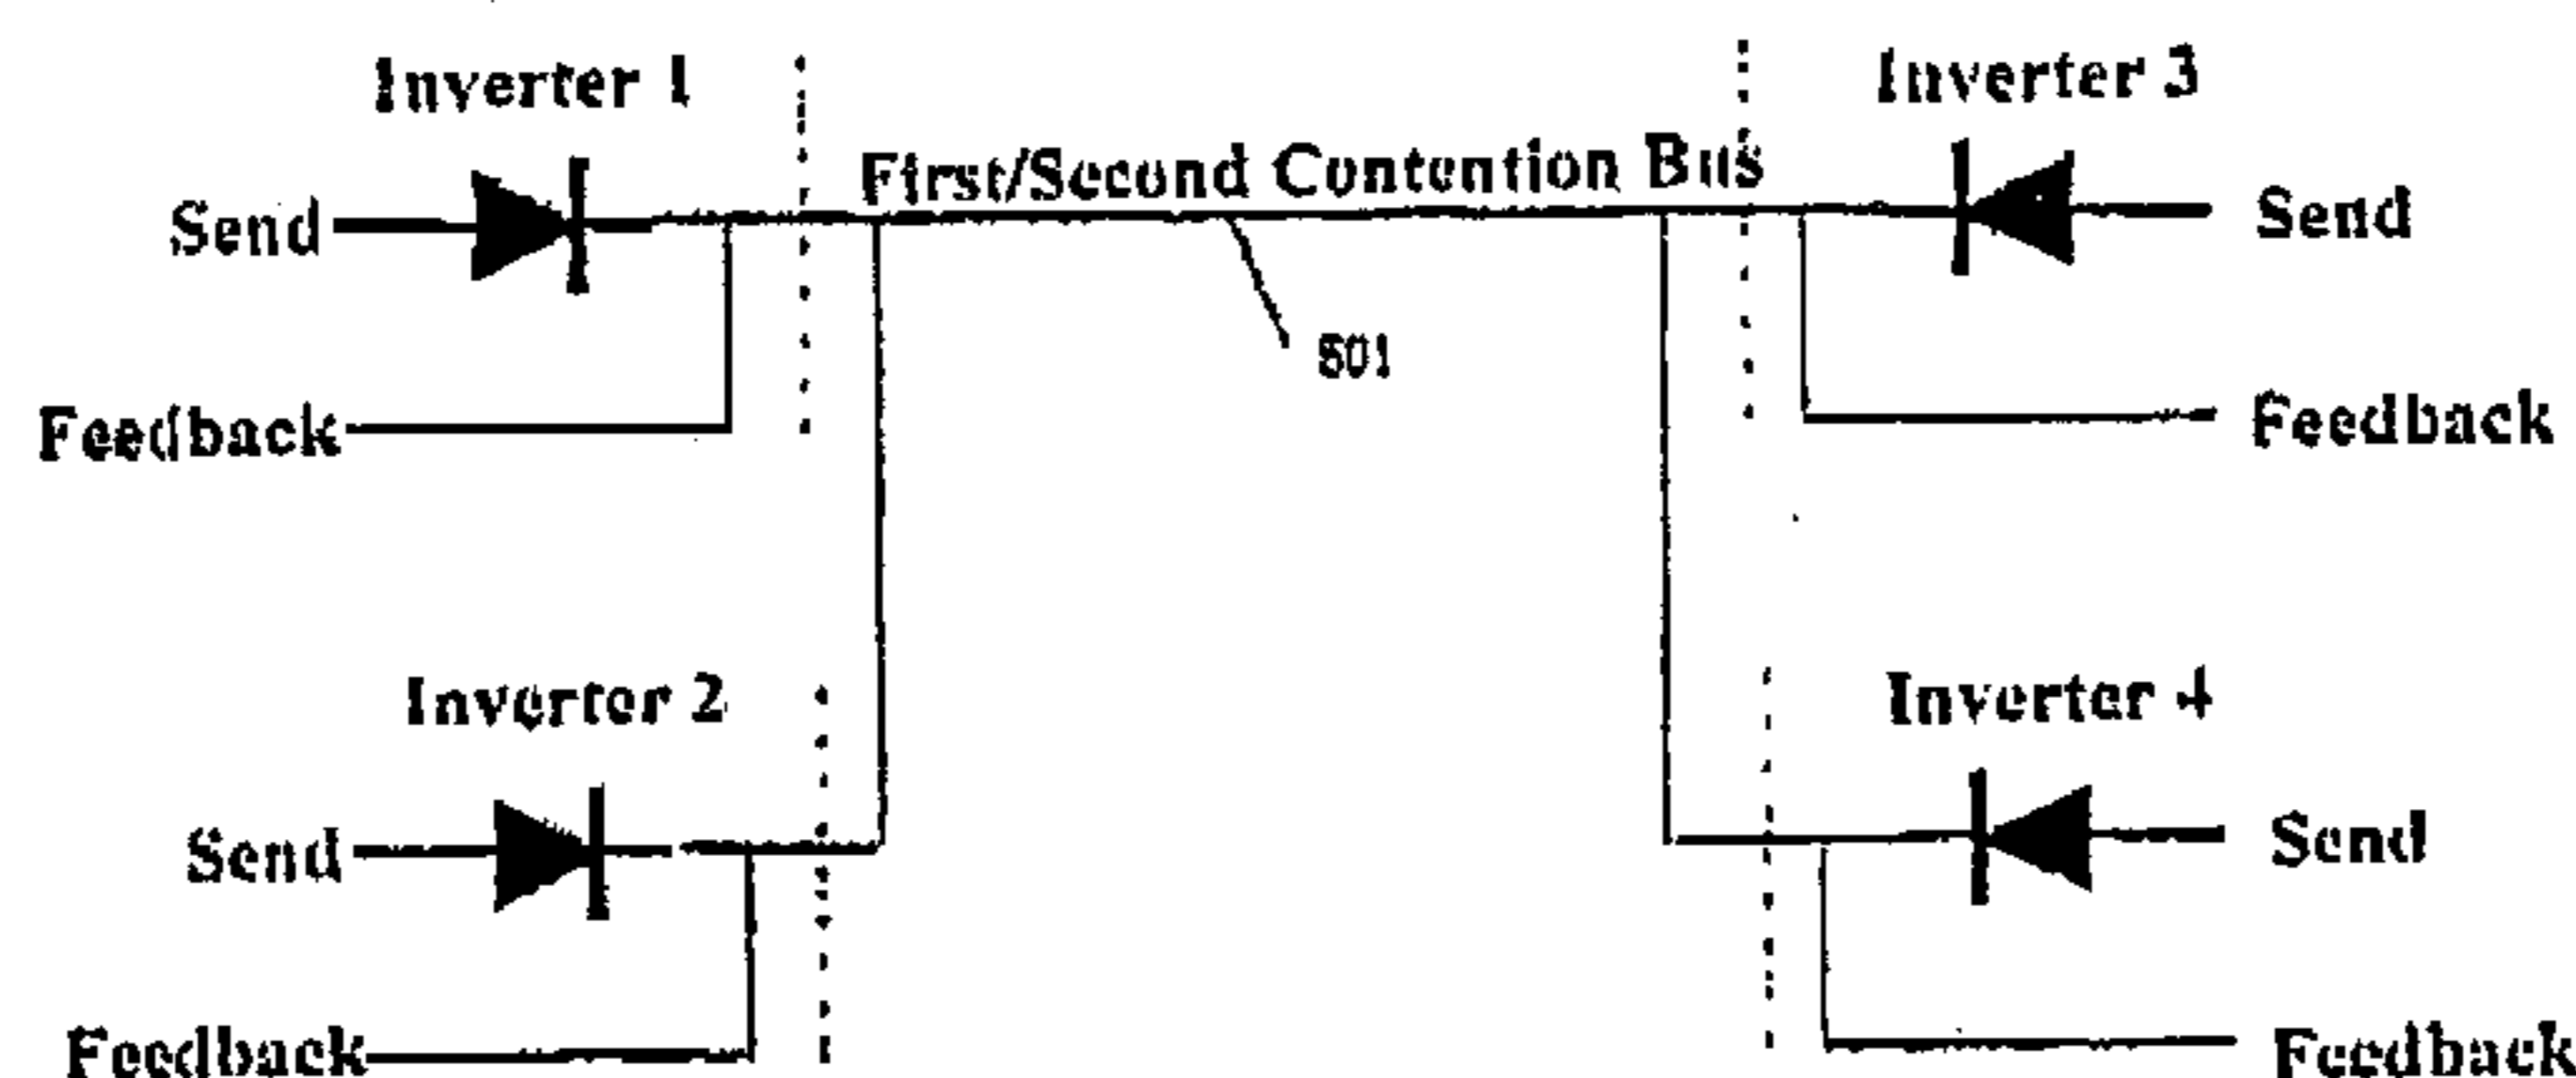 Inverter 1
Inverter 3
First/Second Contention Bus
Send
Send
801
Feedback
Feedback
Inverter 2
Inverter 4
Send
Send
Feedback
Feedback